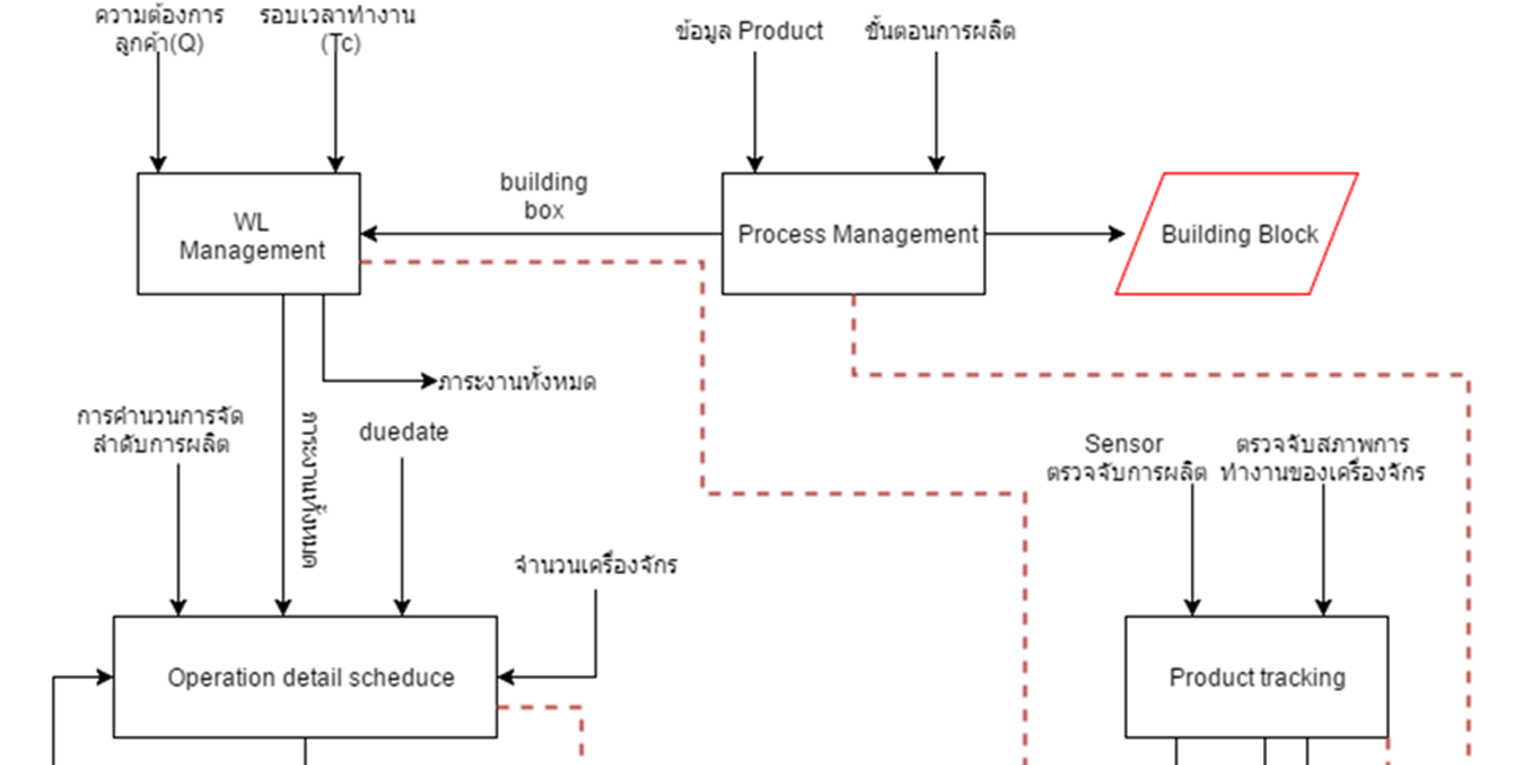 ความต้องการ
ลูกค้า(Q)
รอบเวลาทำงาน
(Tc)
ข้อมูล Product
ขั้นตอนการผลิต
building
box
WL
Management
Process Management
Building Block
ภาระงานทั้งหมด
การคำนวนการจัด
ลำดับการผลิต
ภาระงานทั้งหมด
duedate
Sensor
ตรวจจับการผลิต
ตรวจจับสภาพการ
ทำงานของเครื่องจักร
จำนวนเครื่องจักร
Operation detail scheduce
Product tracking